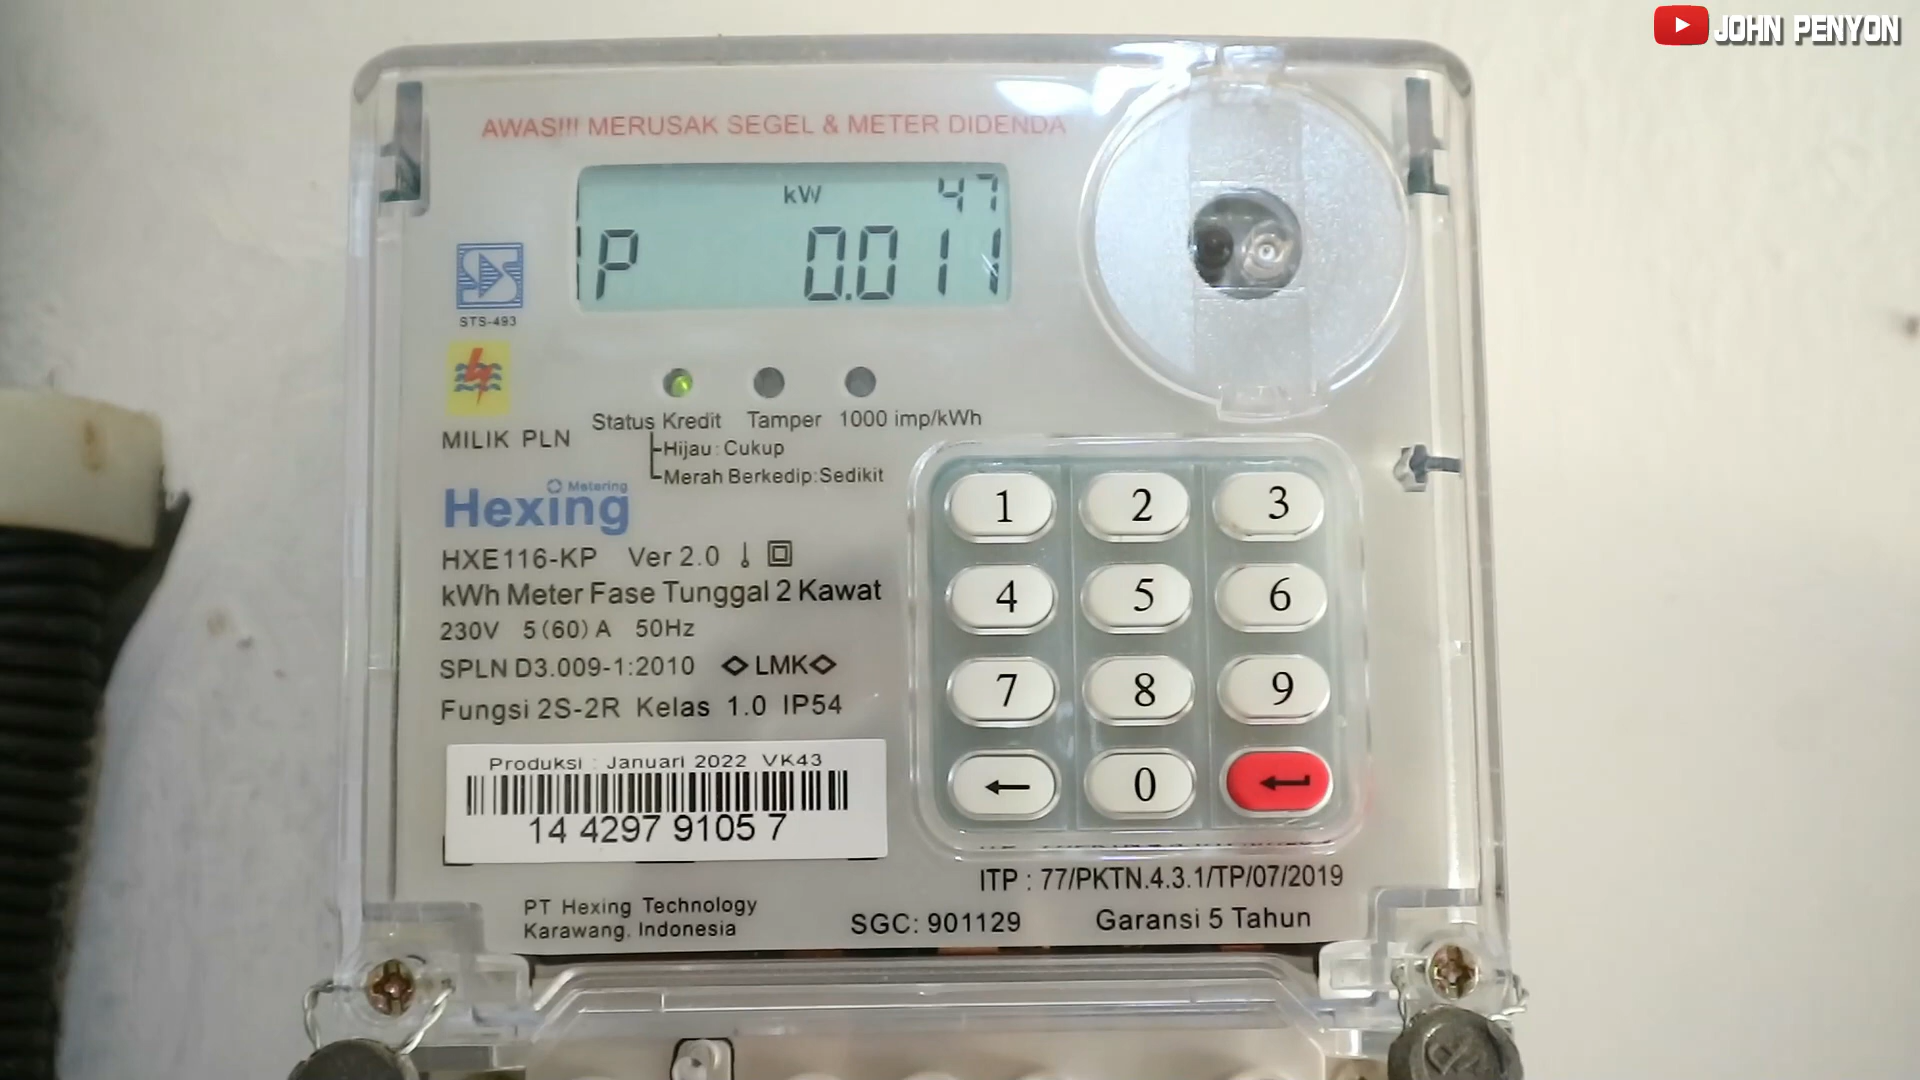 JOHN PENYON
AWAS!!! MERUSAK SEGEL & METER DIDENDA
kW 47
P 0.011
STS-493
MILIK PLN
Status Kredit Tamper 1000 imp/kWh
Hijau : Cukup
Merah Berkedip:Sedikit
Metering
Hexing
HXE116-KP Ver 2.0
kWh Meter Fase Tunggal 2 Kawat
230V 5(60)A 50Hz
SPLN D3.009-1:2010 LMK
Fungsi 2S-2R Kelas 1.0 IP54
1 2 3
4 5 6
7 8 9
← 0 ↵
Produksi : Januari 2022 VK43
14 4297 9105 7
ITP : 77/PKTN.4.3.1/TP/07/2019
PT Hexing Technology
Karawang. Indonesia
SGC: 901129
Garansi 5 Tahun